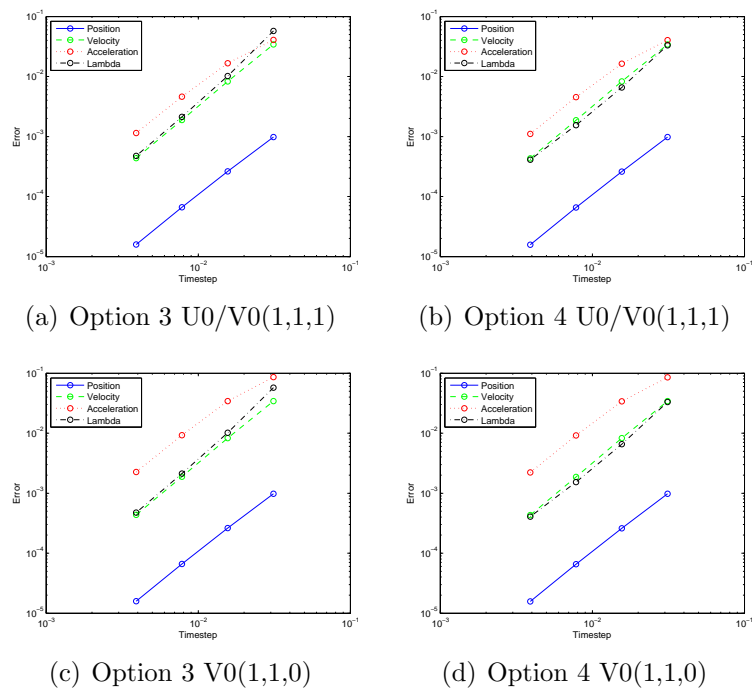 10⁻¹
10⁻²
10⁻³
10⁻⁴
10⁻⁵
Error
Position
Velocity
Acceleration
Lambda
10⁻³
10⁻²
10⁻¹
Timestep
(a) Option 3 U0/V0(1,1,1)
10⁻¹
10⁻²
10⁻³
10⁻⁴
10⁻⁵
Error
Position
Velocity
Acceleration
Lambda
10⁻³
10⁻²
10⁻¹
Timestep
(b) Option 4 U0/V0(1,1,1)
10⁻¹
10⁻²
10⁻³
10⁻⁴
10⁻⁵
Error
Position
Velocity
Acceleration
Lambda
10⁻³
10⁻²
10⁻¹
Timestep
(c) Option 3 V0(1,1,0)
10⁻¹
10⁻²
10⁻³
10⁻⁴
10⁻⁵
Error
Position
Velocity
Acceleration
Lambda
10⁻³
10⁻²
10⁻¹
Timestep
(d) Option 4 V0(1,1,0)